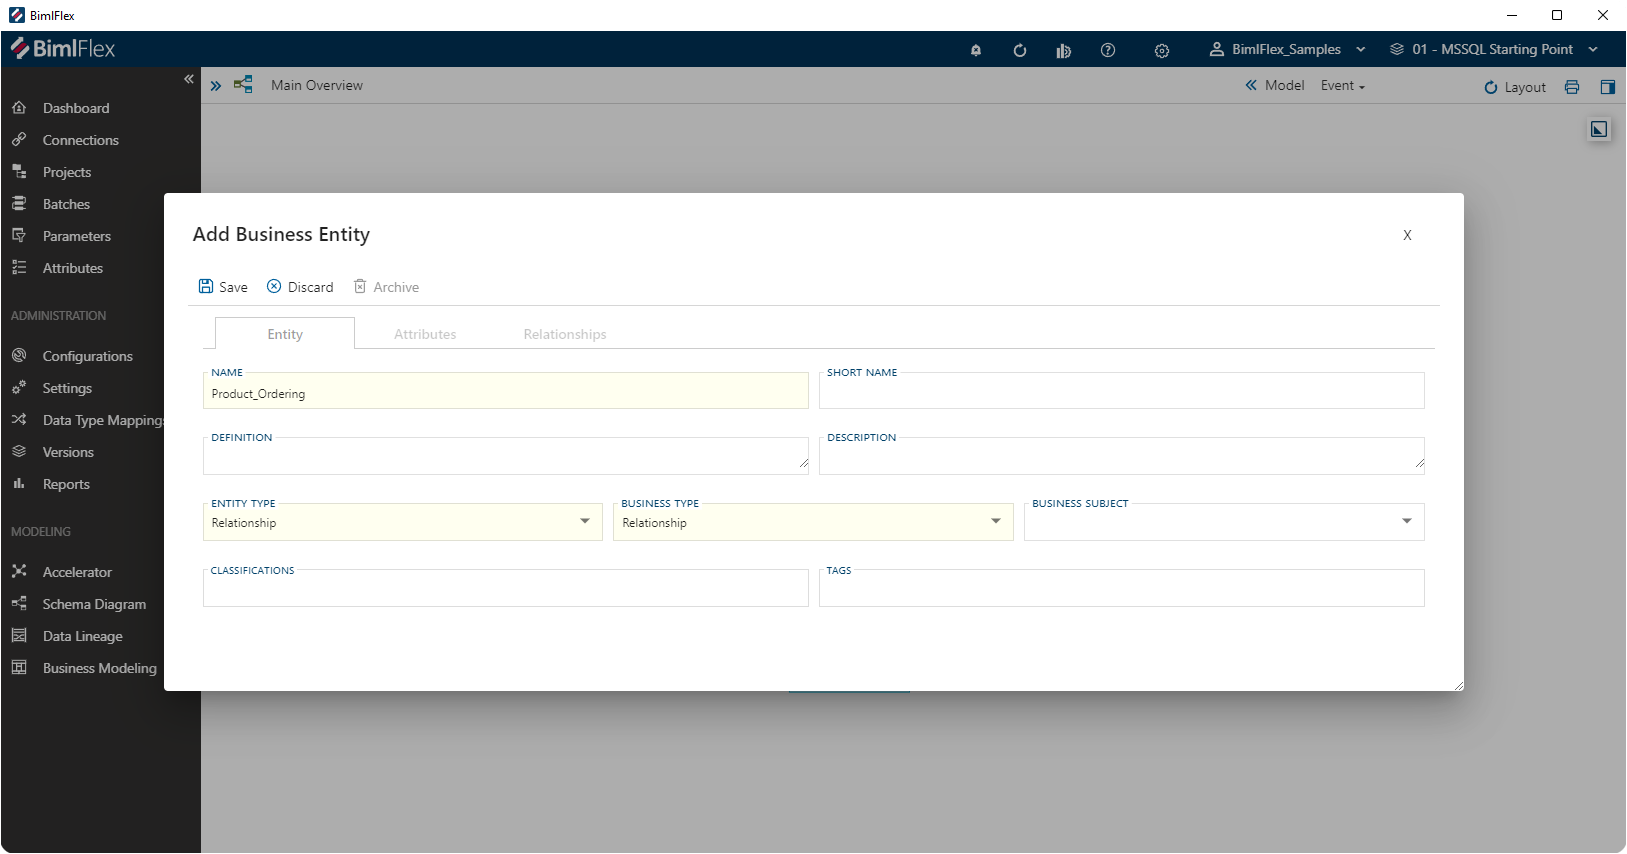 BimlFlex
BimlFlex
BimlFlex_Samples
01 - MSSQL Starting Point
Main Overview
Model
Event
Layout
Dashboard
Connections
Projects
Batches
Parameters
Attributes
ADMINISTRATION
Configurations
Settings
Data Type Mappings
Versions
Reports
MODELING
Accelerator
Schema Diagram
Data Lineage
Business Modeling
Add Business Entity
X
Save
Discard
Archive
Entity
Attributes
Relationships
NAME
Product_Ordering
SHORT NAME
DEFINITION
DESCRIPTION
ENTITY TYPE
Relationship
BUSINESS TYPE
Relationship
BUSINESS SUBJECT
CLASSIFICATIONS
TAGS